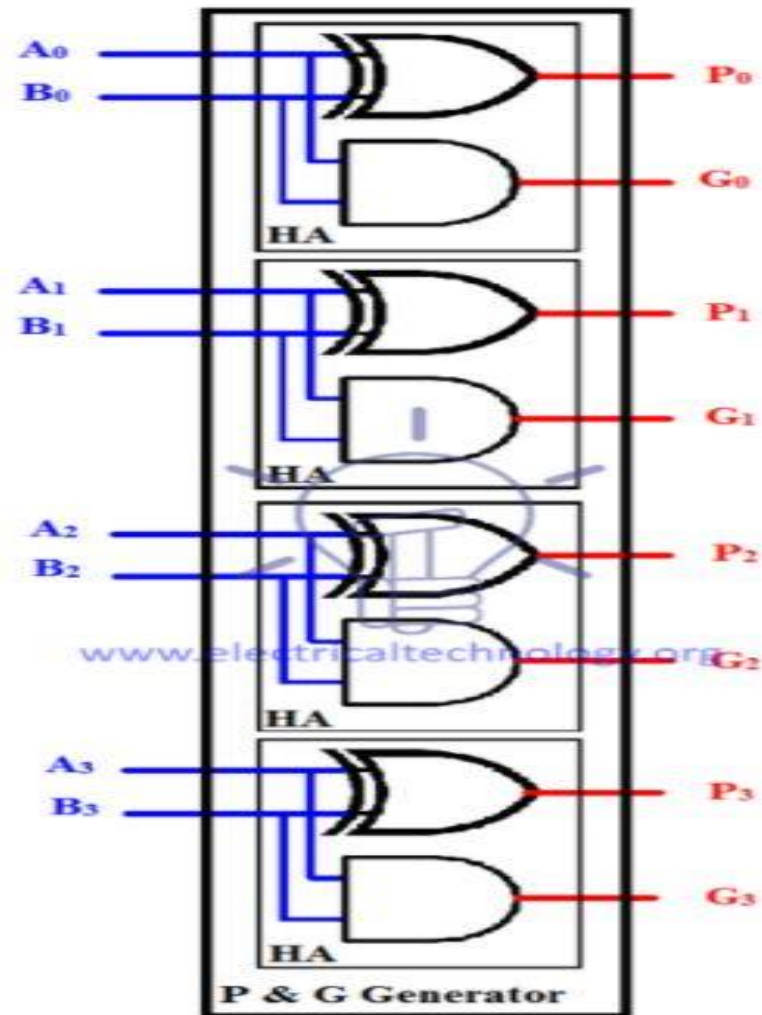 A0
P0
B0
G0
HA
A1
P1
B1
G1
HA
A2
P2
B2
www.electricaltechnology.org
G2
HA
A3
P3
B3
G3
HA
P & G Generator